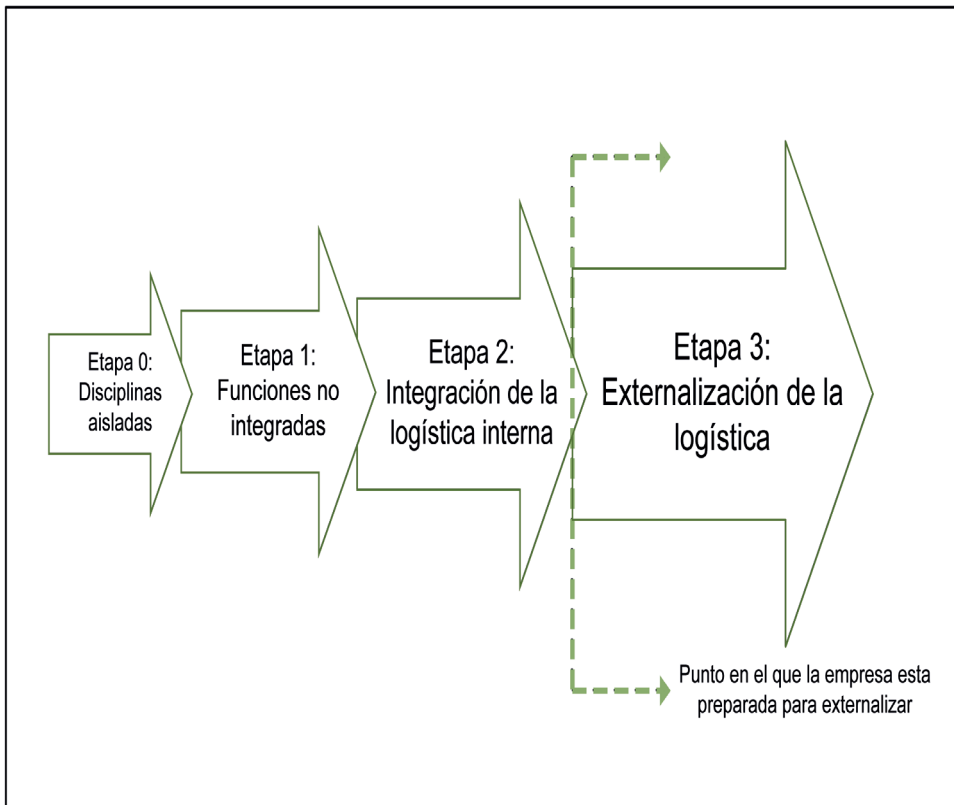 Etapa 0:
Disciplinas
aisladas
Etapa 1:
Funciones no
integradas
Etapa 2:
Integración de la
logística interna
Etapa 3:
Externalización de la
logística
Punto en el que la empresa esta
preparada para externalizar